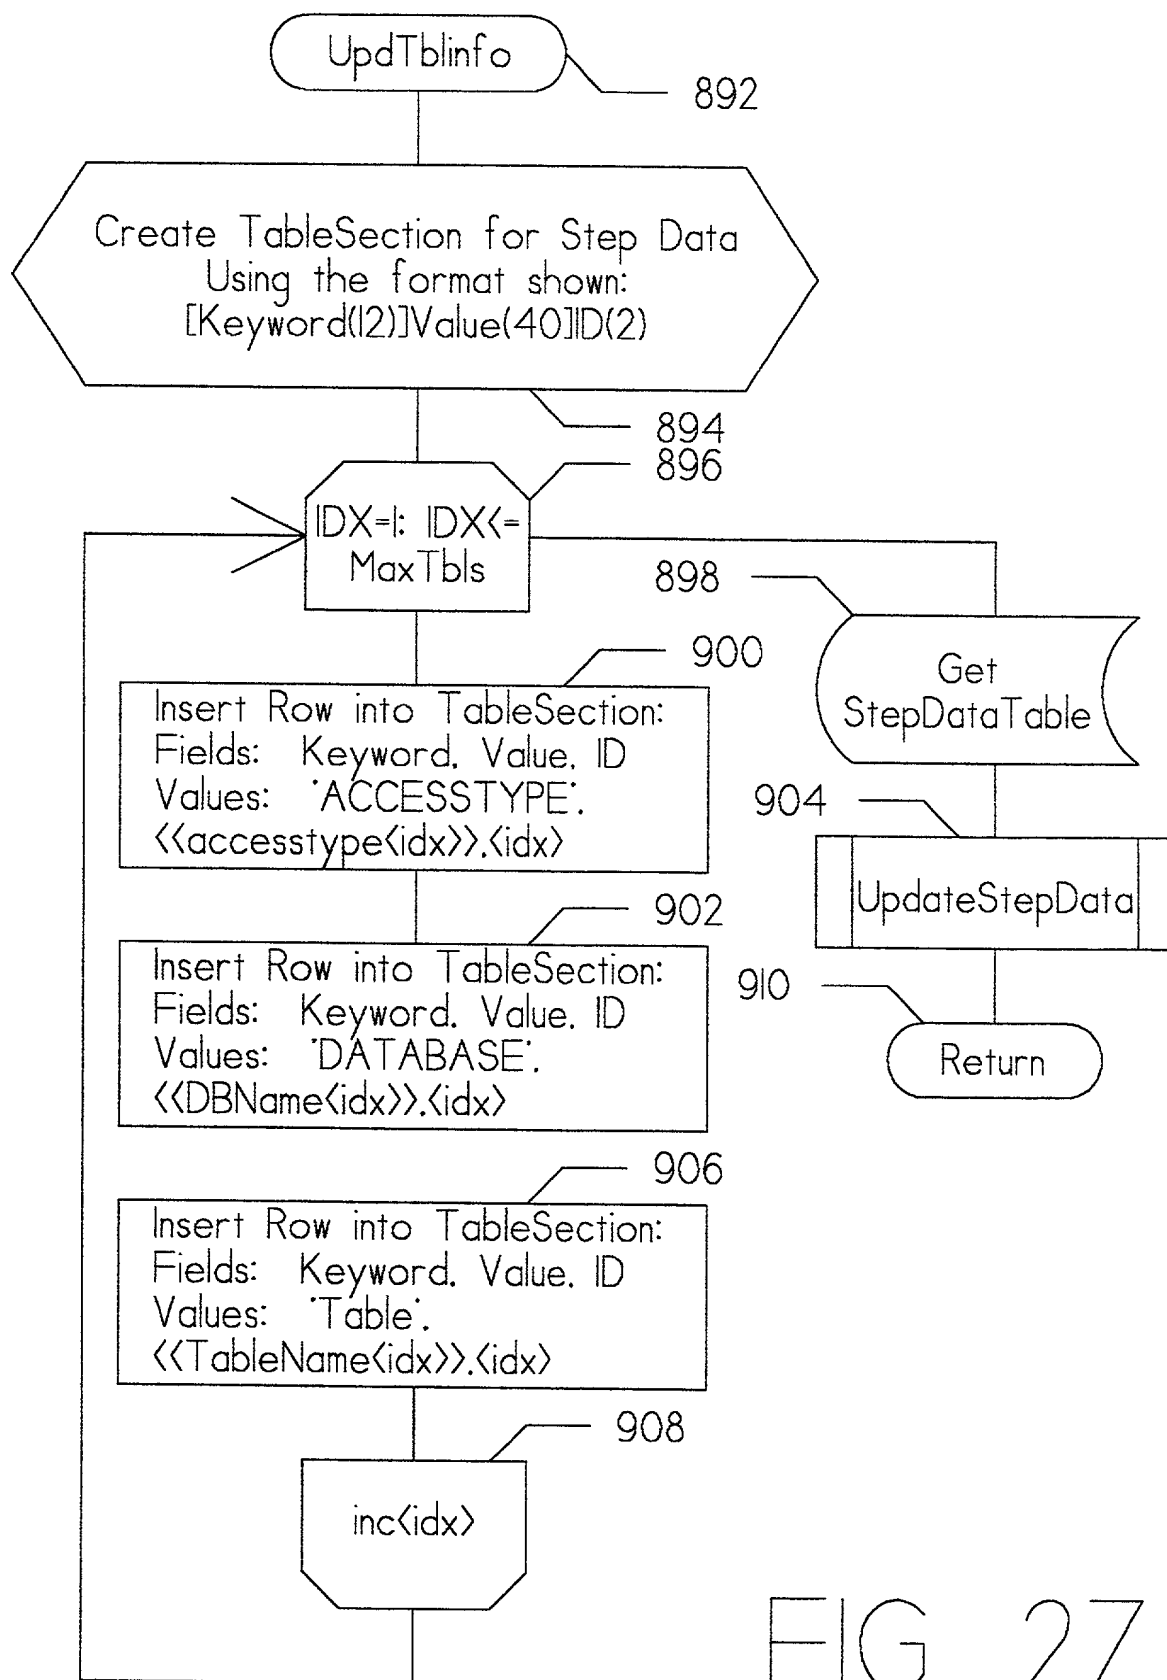 UpdTblinfo
892
Create TableSection for Step Data
Using the format shown:
[Keyword(12)]Value(40]ID(2)
894
896
IDX=1: IDX<=
MaxTbls
898
900
Get
StepDataTable
Insert Row into TableSection:
Fields: Keyword, Value, ID
Values: 'ACCESSTYPE',
<<accesstype<idx>>,<idx>
904
UpdateStepData
902
Insert Row into TableSection:
Fields: Keyword, Value, ID
Values: 'DATABASE',
<<DBName<idx>>,<idx>
910
Return
906
Insert Row into TableSection:
Fields: Keyword, Value, ID
Values: 'Table',
<<TableName<idx>>,<idx>
908
inc<idx>
FIG 27